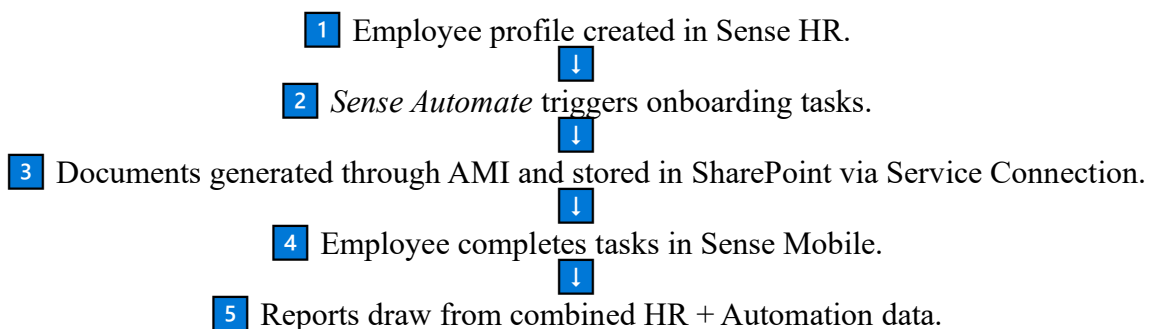 1 Employee profile created in Sense HR.
↓
2 Sense Automate triggers onboarding tasks.
↓
3 Documents generated through AMI and stored in SharePoint via Service Connection.
↓
4 Employee completes tasks in Sense Mobile.
↓
5 Reports draw from combined HR + Automation data.